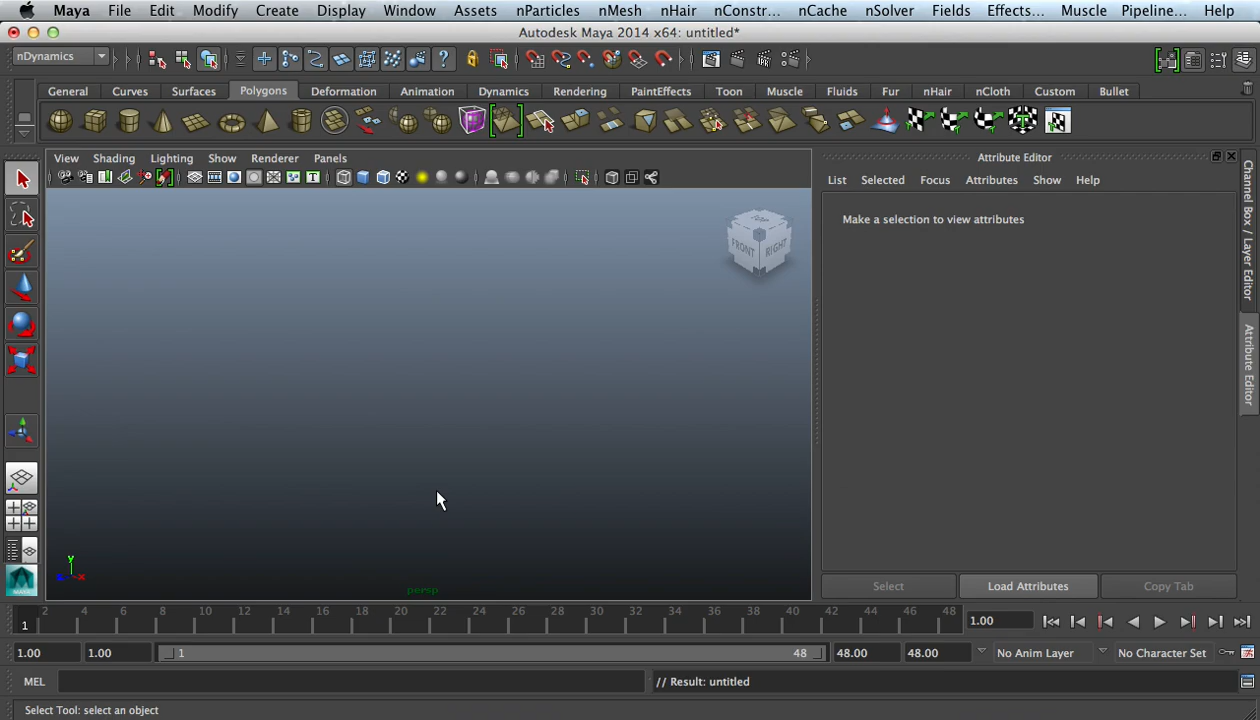 Maya File Edit Modify Create Display Window Assets nParticles nMesh nHair nConstr... nCache nSolver Fields Effects... Muscle Pipeline... Help
Autodesk Maya 2014 x64: untitled*
nDynamics
General Curves Surfaces Polygons Deformation Animation Dynamics Rendering PaintEffects Toon Muscle Fluids Fur nHair nCloth Custom Bullet
View Shading Lighting Show Renderer Panels
Attribute Editor
List Selected Focus Attributes Show Help
Make a selection to view attributes
FRONT RIGHT
Channel Box / Layer Editor
Attribute Editor
y
persp
Select Load Attributes Copy Tab
2 4 6 8 10 12 14 16 18 20 22 24 26 28 30 32 34 36 38 40 42 44 46 48
1 1.00
1.00 1.00 1 48 48.00 48.00 No Anim Layer No Character Set
MEL // Result: untitled
Select Tool: select an object